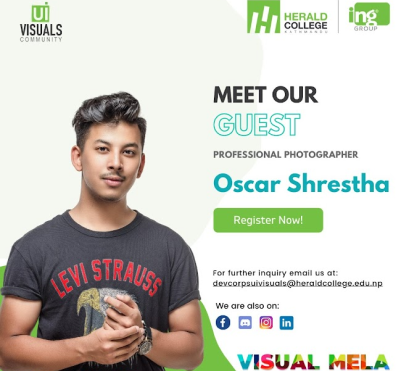 ui
VISUALS
COMMUNITY
HERALD
COLLEGE
KATHMANDU
ing
GROUP
MEET OUR
GUEST
PROFESSIONAL PHOTOGRAPHER
Oscar Shrestha
Register Now!
LEVI STRAUSS
For further inquiry email us at:
devcorpsuivisuals@heraldcollege.edu.np
We are also on:
VISUAL MELA